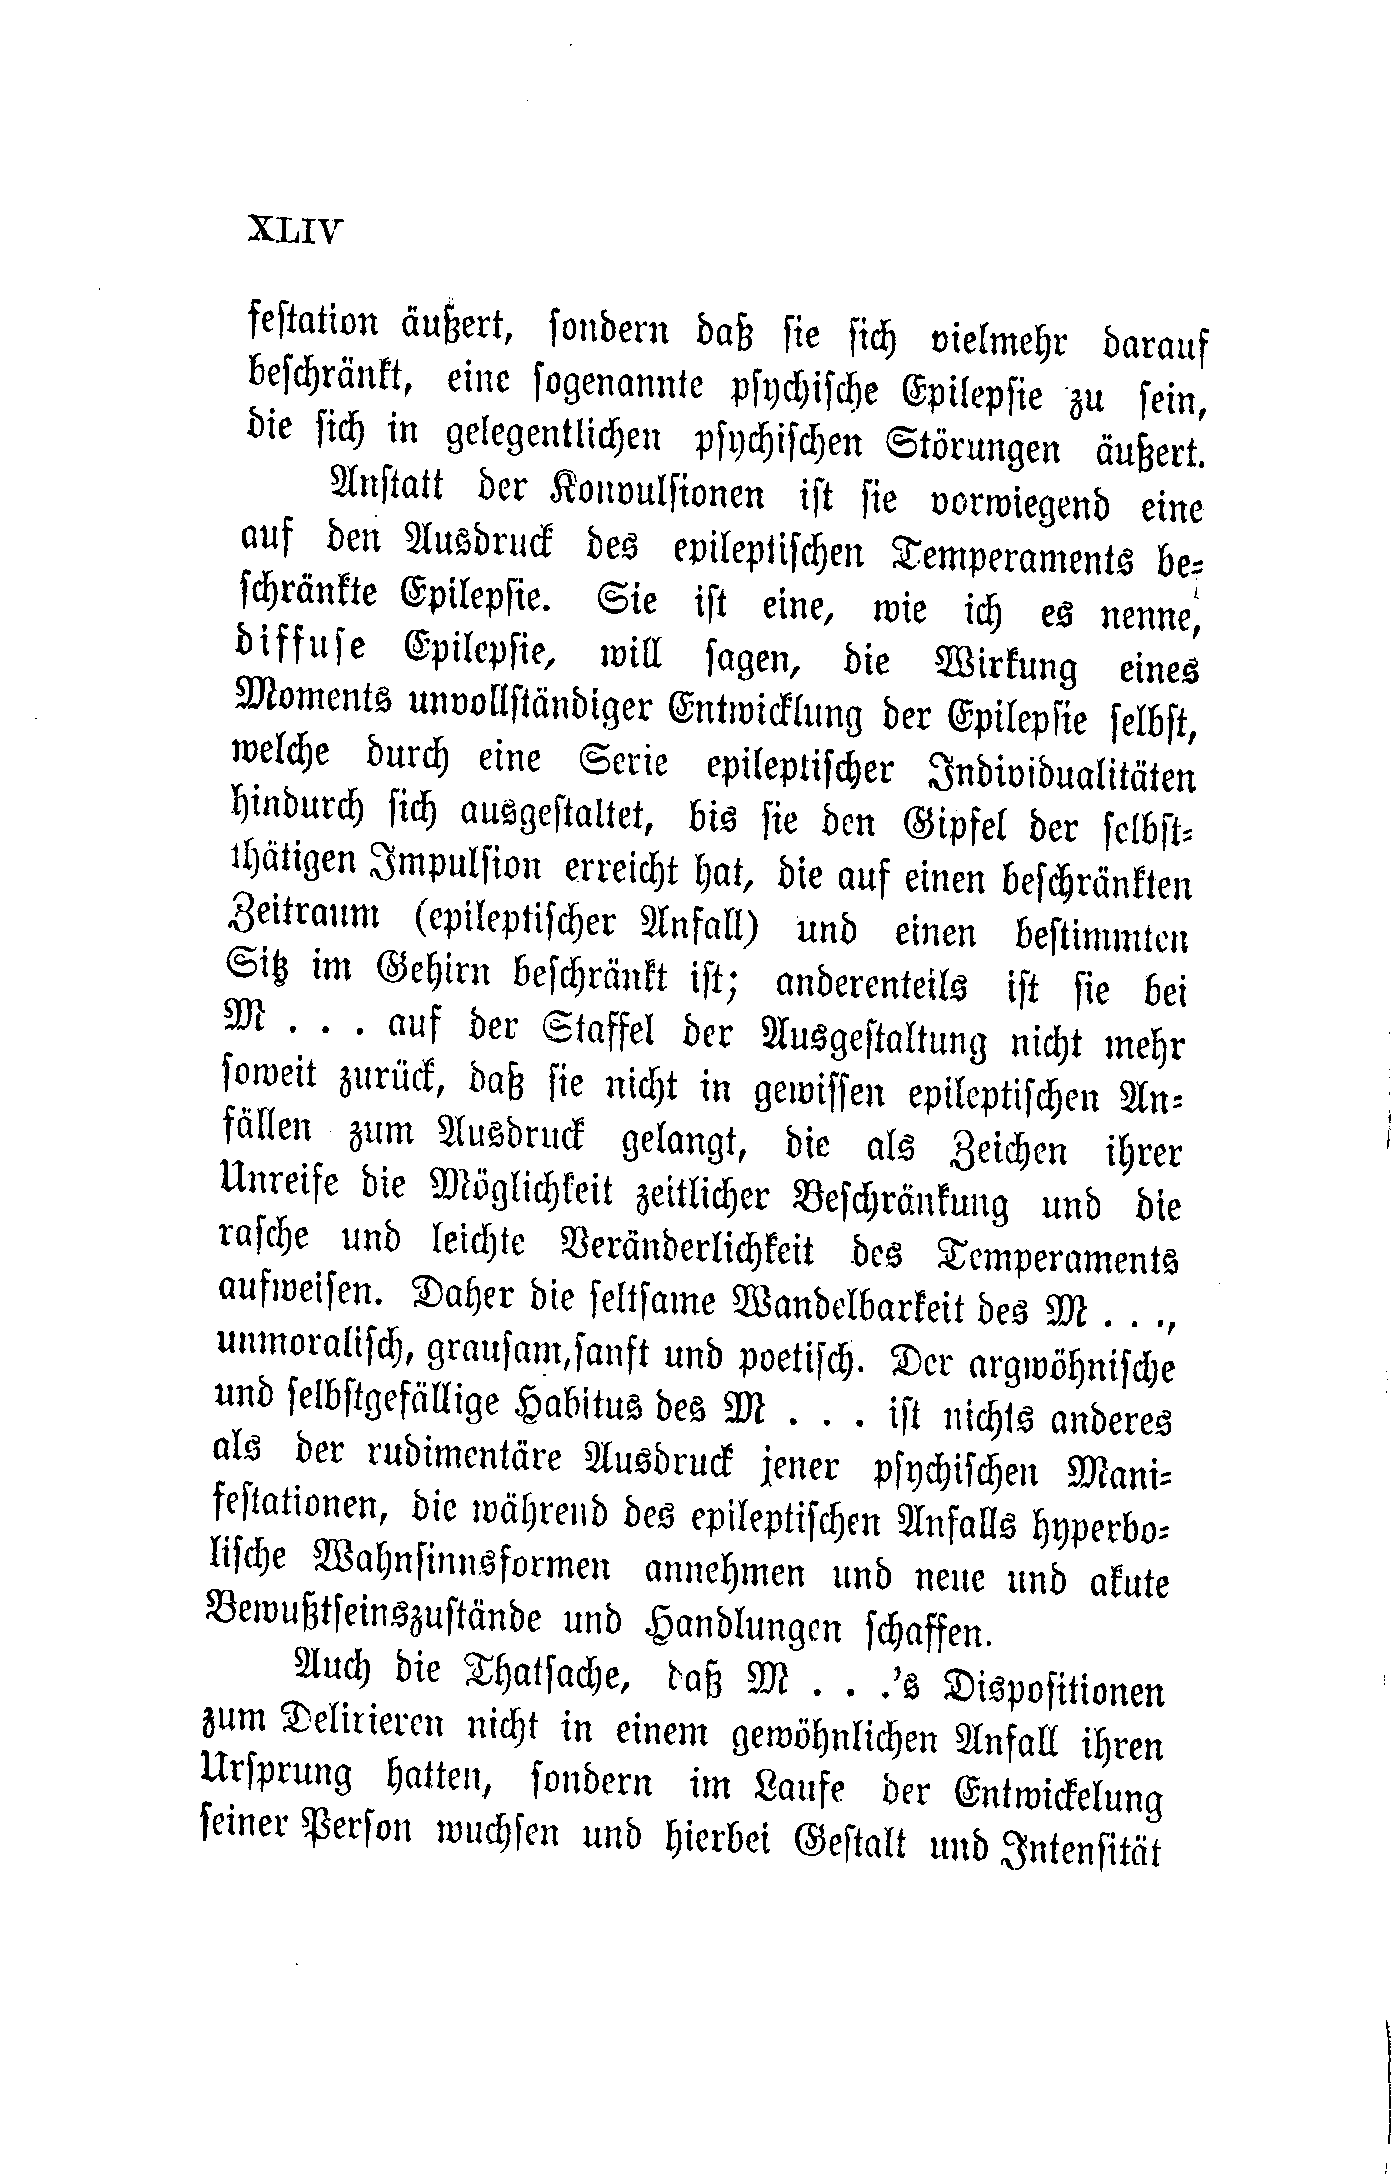 XLIV
festation äußert, sondern daß sie sich vielmehr darauf
beschränkt, eine sogenannte psychische Epilepsie zu sein,
die sich in gelegentlichen psychischen Störungen äußert.
Anstatt der Konvulsionen ist sie vorwiegend eine
auf den Ausdruck des epileptischen Temperaments be-
schränkte Epilepsie. Sie ist eine, wie ich es nenne,
diffuse Epilepsie, will sagen, die Wirkung eines
Moments unvollständiger Entwicklung der Epilepsie selbst,
welche durch eine Serie epileptischer Individualitäten
hindurch sich ausgestaltet, bis sie den Gipfel der selbst-
thätigen Impulsion erreicht hat, die auf einen beschränkten
Zeitraum (epileptischer Anfall) und einen bestimmten
Sitz im Gehirn beschränkt ist; anderenteils ist sie bei
M . . . auf der Staffel der Ausgestaltung nicht mehr
soweit zurück, daß sie nicht in gewissen epileptischen An-
fällen zum Ausdruck gelangt, die als Zeichen ihrer
Unreife die Möglichkeit zeitlicher Beschränkung und die
rasche und leichte Veränderlichkeit des Temperaments
aufweisen. Daher die seltsame Wandelbarkeit des M . . .,
unmoralisch, grausam, sanft und poetisch. Der argwöhnische
und selbstgefällige Habitus des M . . . ist nichts anderes
als der rudimentäre Ausdruck jener psychischen Mani-
festationen, die während des epileptischen Anfalls hyperbo-
lische Wahnsinnsformen annehmen und neue und akute
Bewußtseinszustände und Handlungen schaffen.
Auch die Thatsache, daß M . . .'s Dispositionen
zum Delirieren nicht in einem gewöhnlichen Anfall ihren
Ursprung hatten, sondern im Laufe der Entwickelung
seiner Person wuchsen und hierbei Gestalt und Intensität